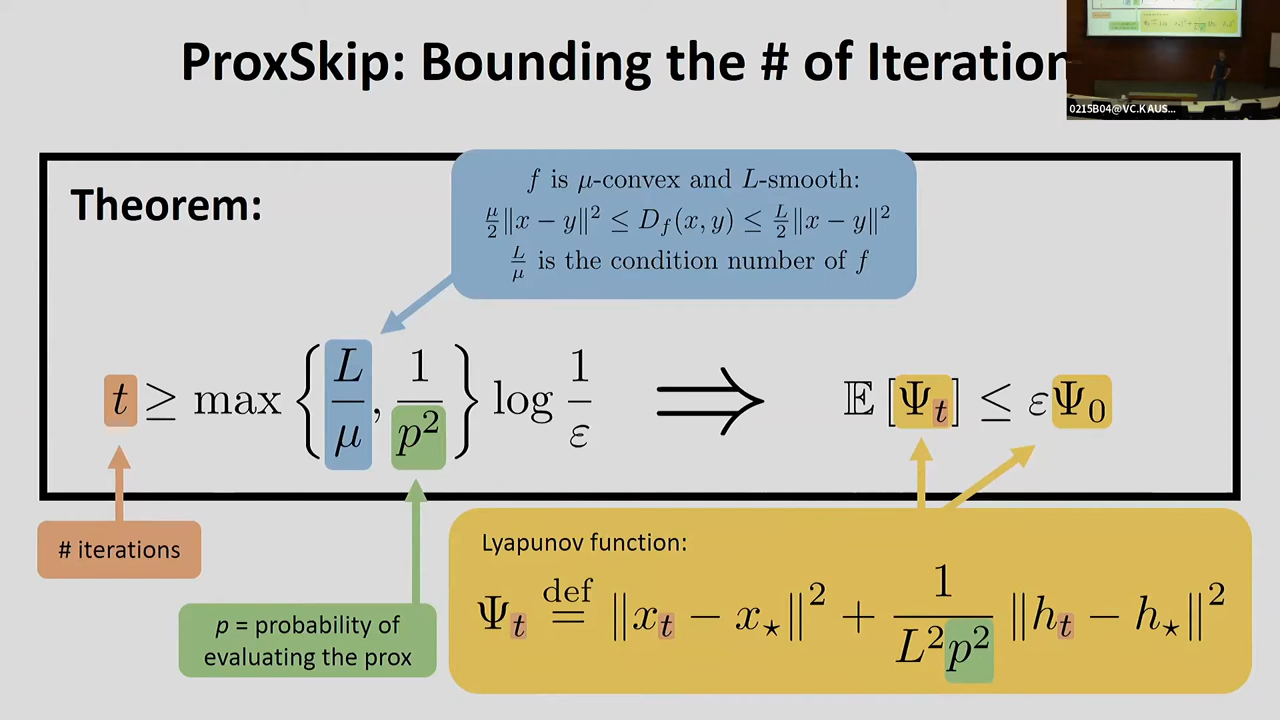 ProxSkip: Bounding the # of Iteration
0215B04@VC.KAUS...
Theorem:
f is μ-convex and L-smooth:
μ/2 ‖x − y‖² ≤ D_f(x, y) ≤ L/2 ‖x − y‖²
L/μ is the condition number of f
t ≥ max { L/μ , 1/p² } log 1/ε ⟹ 𝔼 [Ψ_t] ≤ εΨ_0
# iterations
p = probability of
evaluating the prox
Lyapunov function:
Ψ_t def= ‖x_t − x_⋆‖² + 1/(L²p²) ‖h_t − h_⋆‖²